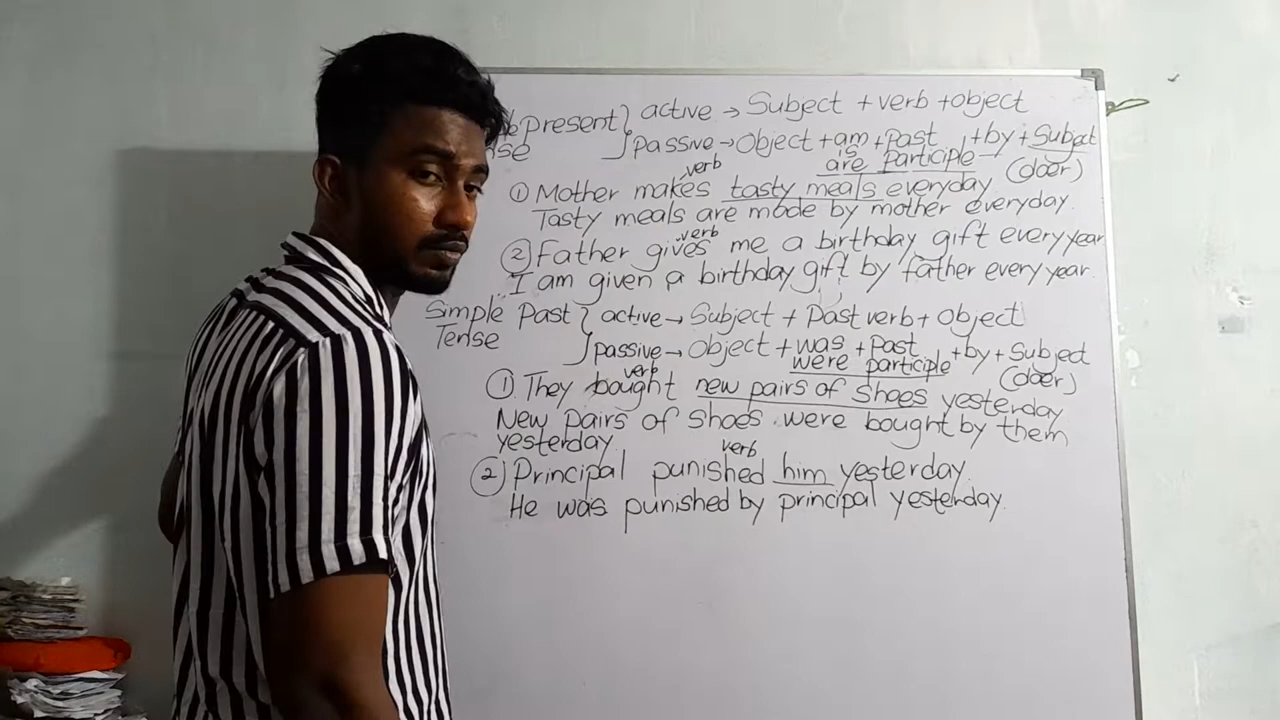 Present } active → Subject + verb + object
Passive → Object + am + Past + by + Subject
is
are participle (doer)
verb
① Mother makes tasty meals everyday
Tasty meals are made by mother everyday.
verb
② Father gives me a birthday gift every year.
I am given a birthday gift by father every year.
Simple Past } active → Subject + Past verb + Object
Tense
passive → Object + was + Past + by + Subject
were participle (doer)
verb
① They bought new pairs of shoes yesterday
New pairs of shoes were bought by them
yesterday
verb
② Principal punished him yesterday.
He was punished by principal yesterday.